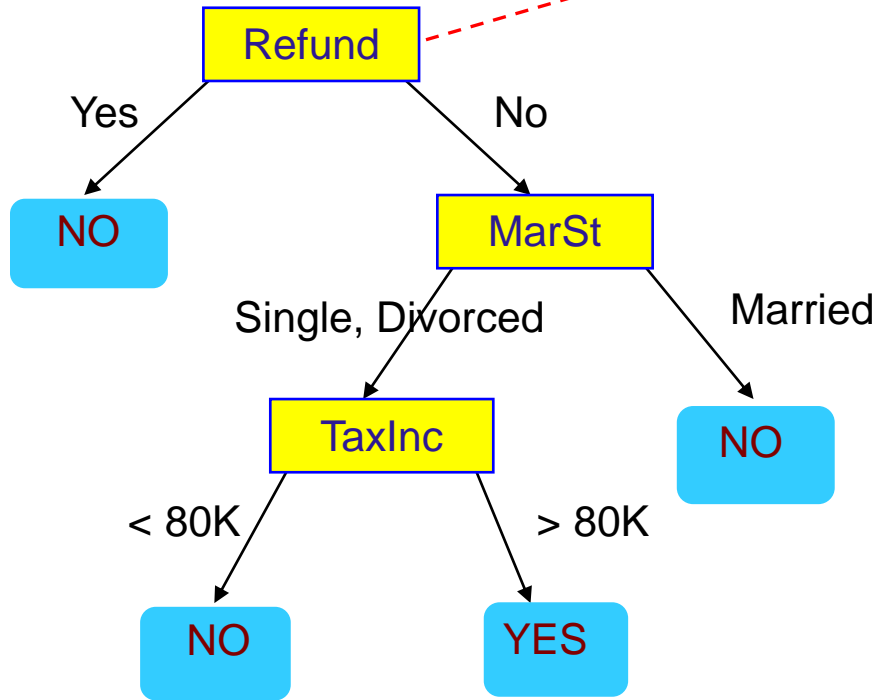 Refund
Yes
No
NO
MarSt
Single, Divorced
Married
TaxInc
NO
< 80K
> 80K
NO
YES